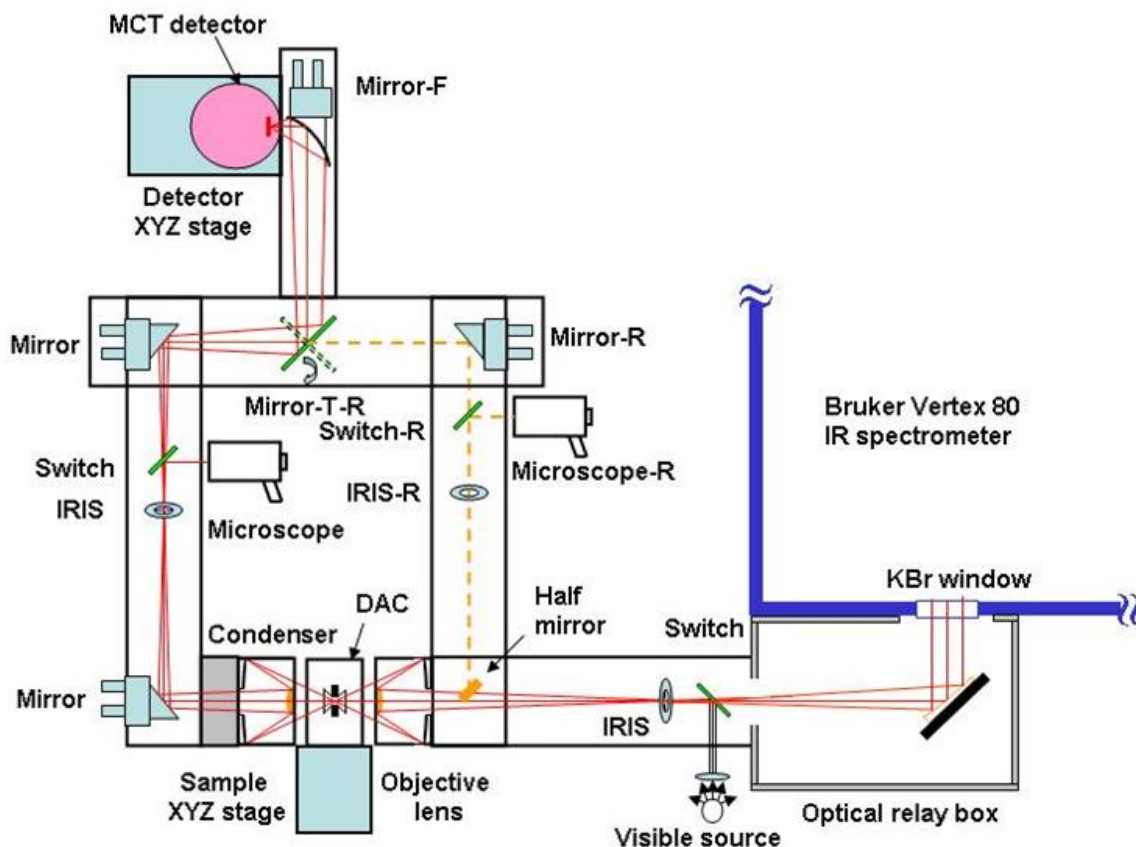 MCT detector
Mirror-F
Detector
XYZ stage
Mirror
Mirror-R
Mirror-T-R
Switch-R
Bruker Vertex 80
IR spectrometer
Switch
Microscope-R
IRIS
IRIS-R
Microscope
KBr window
DAC
Half
mirror
Condenser
Switch
Mirror
IRIS
Sample
XYZ stage
Objective
lens
Visible source
Optical relay box